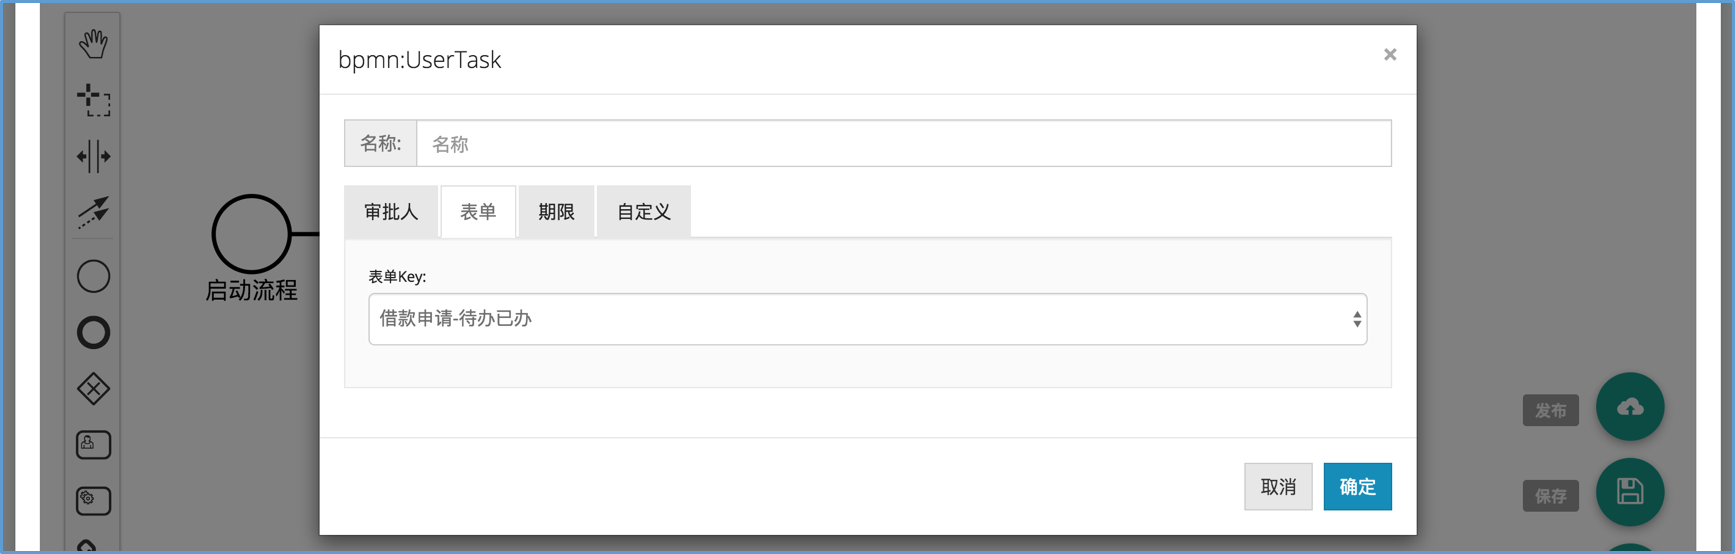 bpmn:UserTask
×
名称:
名称
审批人
表单
期限
自定义
表单Key:
借款申请-待办已办
启动流程
发布
保存
取消
确定